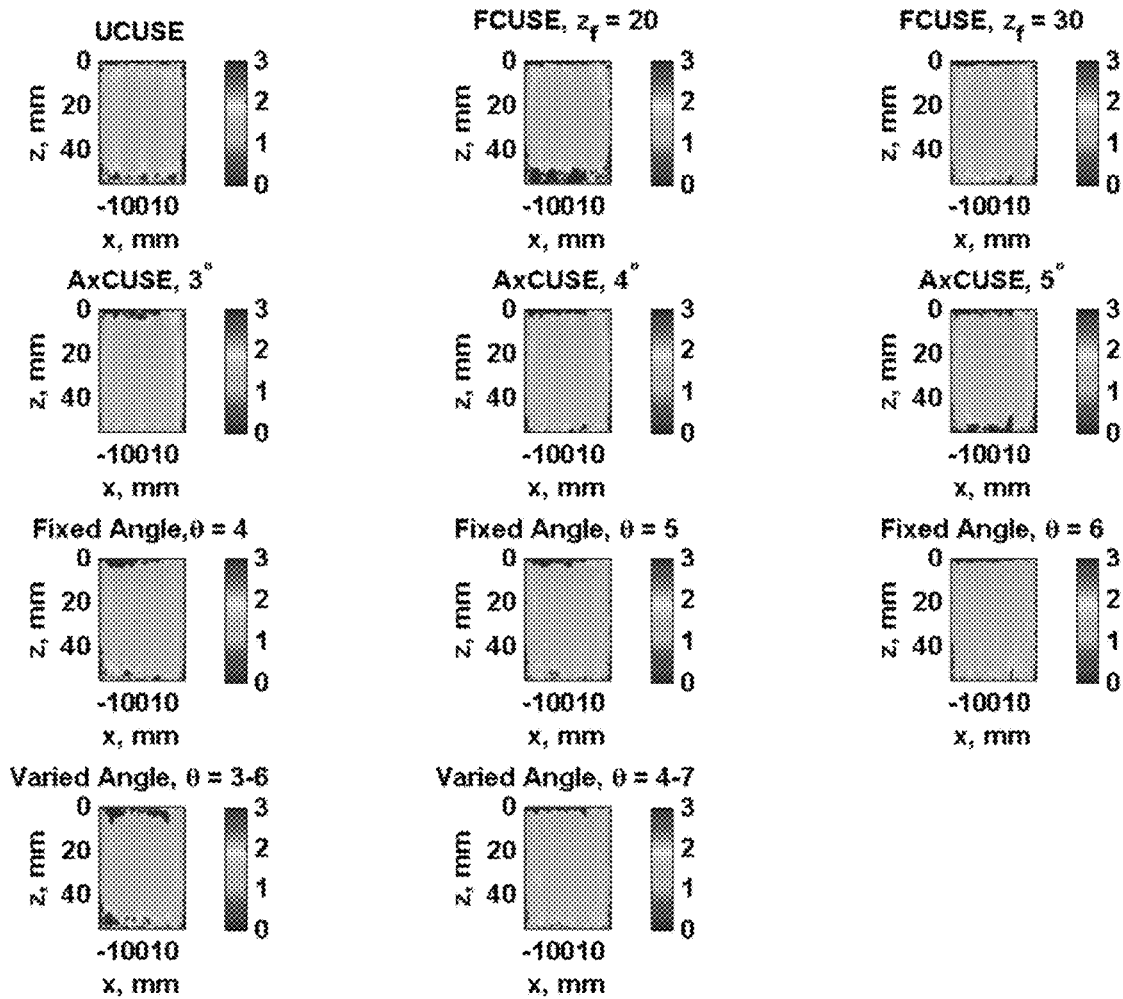 UCUSE
FCUSE, z_f = 20
FCUSE, z_f = 30
0
20
40
z, mm
-10010
x, mm
3
2
1
0
0
20
40
z, mm
-10010
x, mm
3
2
1
0
0
20
40
z, mm
-10010
x, mm
3
2
1
0
AxCUSE, 3°
AxCUSE, 4°
AxCUSE, 5°
0
20
40
z, mm
-10010
x, mm
3
2
1
0
0
20
40
z, mm
-10010
x, mm
3
2
1
0
0
20
40
z, mm
-10010
x, mm
3
2
1
0
Fixed Angle,θ = 4
Fixed Angle, θ = 5
Fixed Angle, θ = 6
0
20
40
z, mm
-10010
x, mm
3
2
1
0
0
20
40
z, mm
-10010
x, mm
3
2
1
0
0
20
40
z, mm
-10010
x, mm
3
2
1
0
Varied Angle, θ = 3-6
Varied Angle, θ = 4-7
0
20
40
z, mm
-10010
x, mm
3
2
1
0
0
20
40
z, mm
-10010
x, mm
3
2
1
0